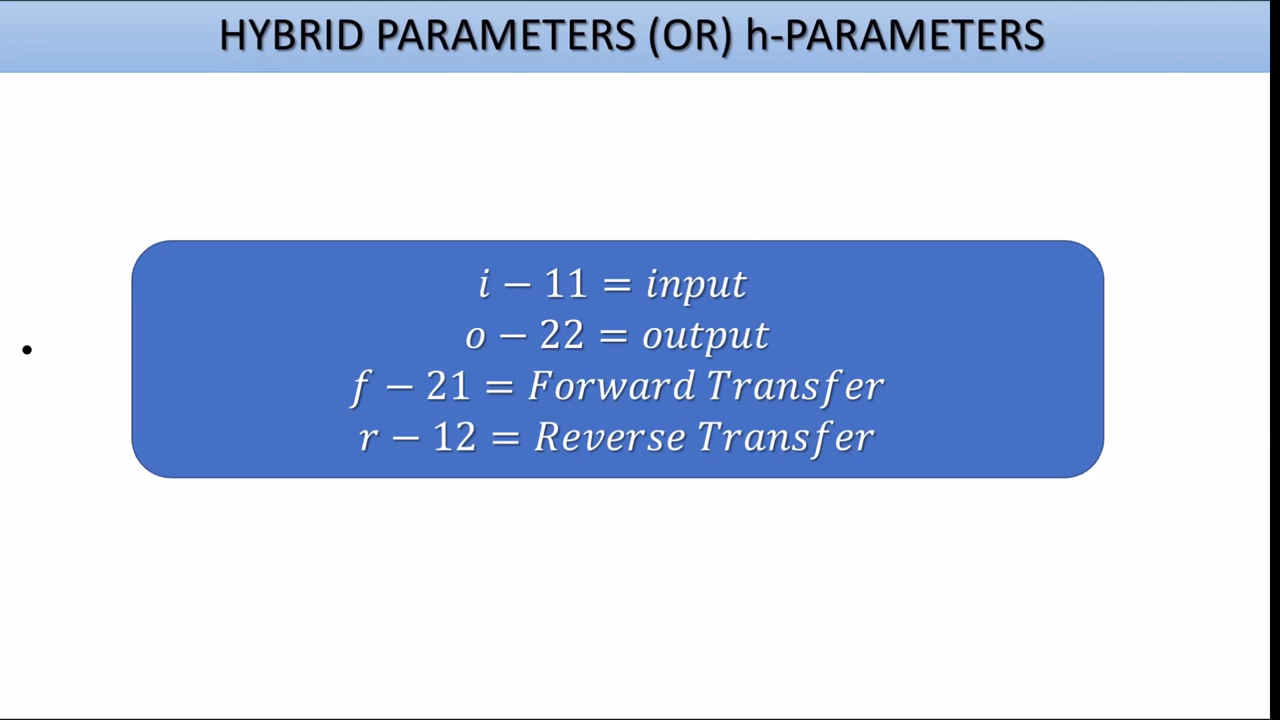 HYBRID PARAMETERS (OR) h-PARAMETERS
i − 11 = input
•
o − 22 = output
f − 21 = Forward Transfer
r − 12 = Reverse Transfer